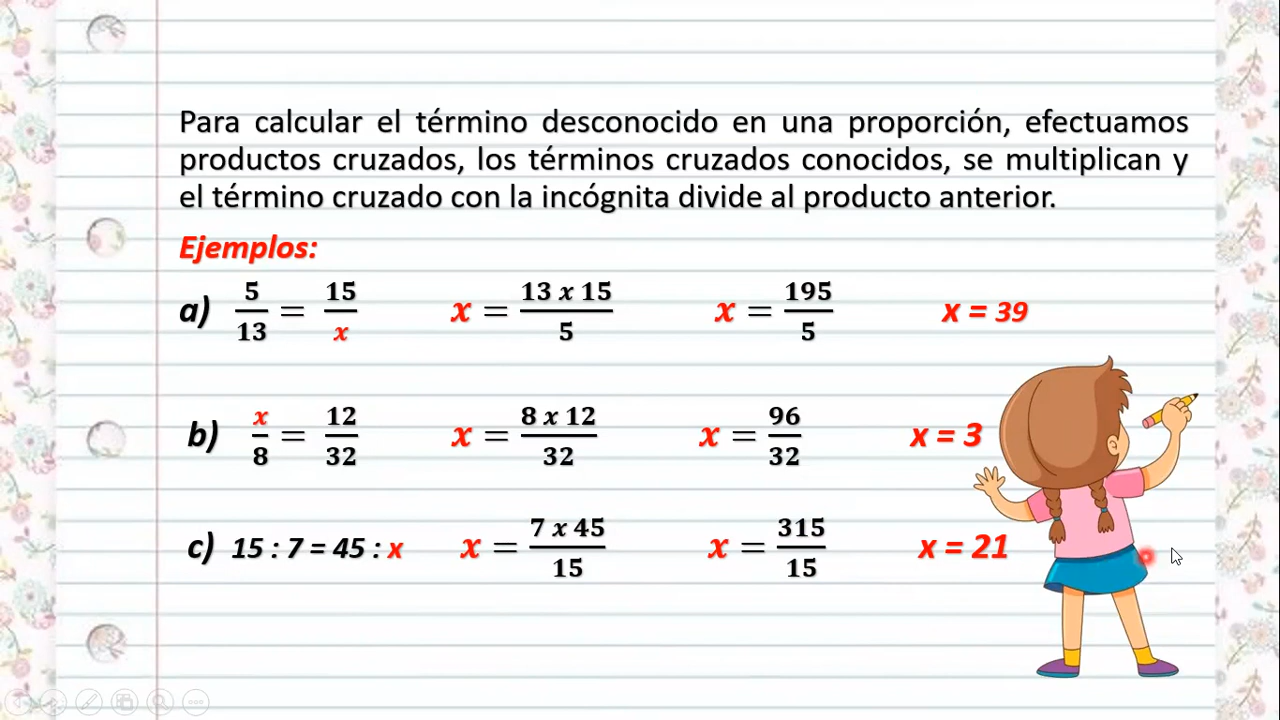 Para calcular el término desconocido en una proporción, efectuamos
productos cruzados, los términos cruzados conocidos, se multiplican y
el término cruzado con la incógnita divide al producto anterior.
Ejemplos:
a) 5/13 = 15/x x = 13 x 15/5 x = 195/5 x = 39
b) x/8 = 12/32 x = 8 x 12/32 x = 96/32 x = 3
c) 15 : 7 = 45 : x x = 7 x 45/15 x = 315/15 x = 21